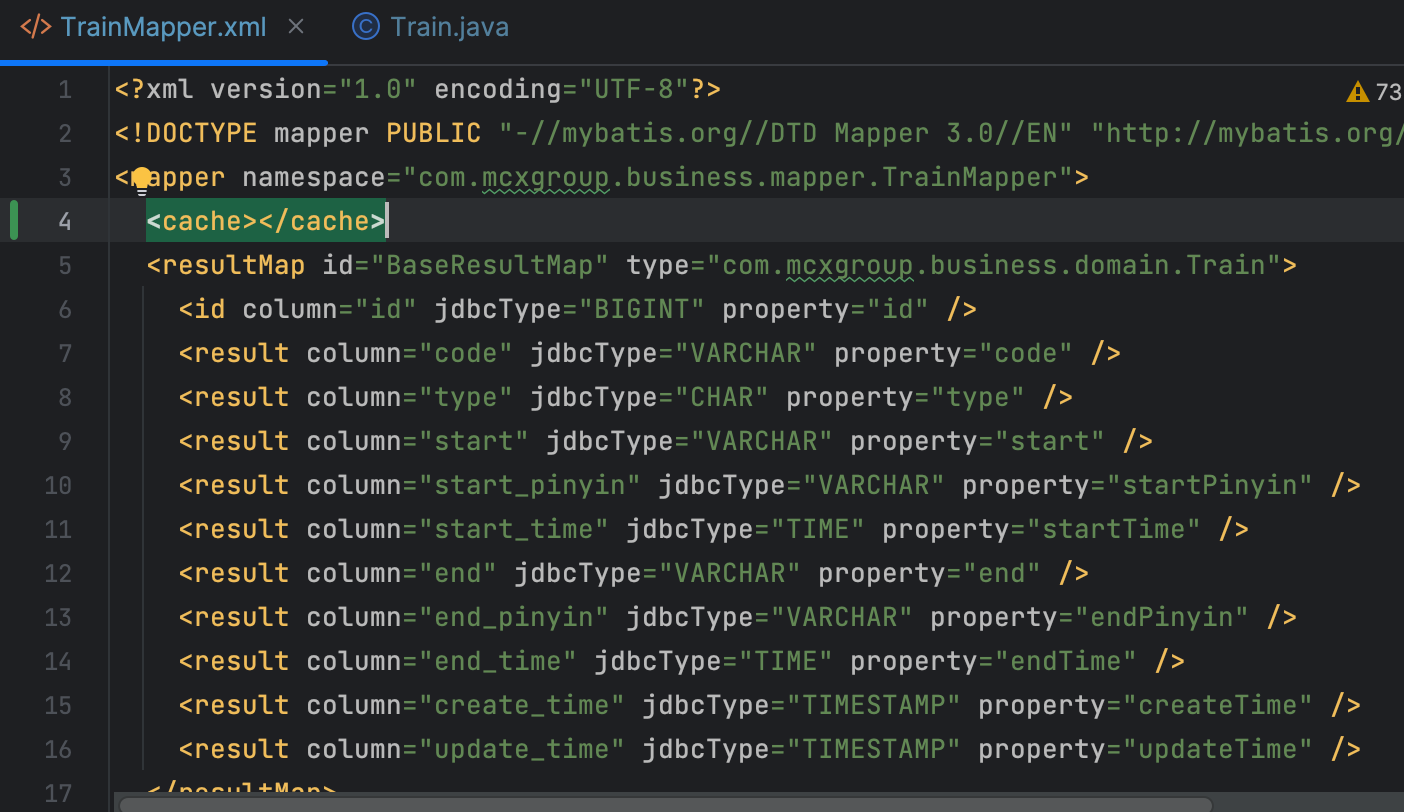 </> TrainMapper.xml × © Train.java
1 <?xml version="1.0" encoding="UTF-8"?> 73
2 <!DOCTYPE mapper PUBLIC "-//mybatis.org//DTD Mapper 3.0//EN" "http://mybatis.org/
3 <mapper namespace="com.mcxgroup.business.mapper.TrainMapper">
4 <cache></cache>
5 <resultMap id="BaseResultMap" type="com.mcxgroup.business.domain.Train">
6 <id column="id" jdbcType="BIGINT" property="id" />
7 <result column="code" jdbcType="VARCHAR" property="code" />
8 <result column="type" jdbcType="CHAR" property="type" />
9 <result column="start" jdbcType="VARCHAR" property="start" />
10 <result column="start_pinyin" jdbcType="VARCHAR" property="startPinyin" />
11 <result column="start_time" jdbcType="TIME" property="startTime" />
12 <result column="end" jdbcType="VARCHAR" property="end" />
13 <result column="end_pinyin" jdbcType="VARCHAR" property="endPinyin" />
14 <result column="end_time" jdbcType="TIME" property="endTime" />
15 <result column="create_time" jdbcType="TIMESTAMP" property="createTime" />
16 <result column="update_time" jdbcType="TIMESTAMP" property="updateTime" />
17 </resultMap>